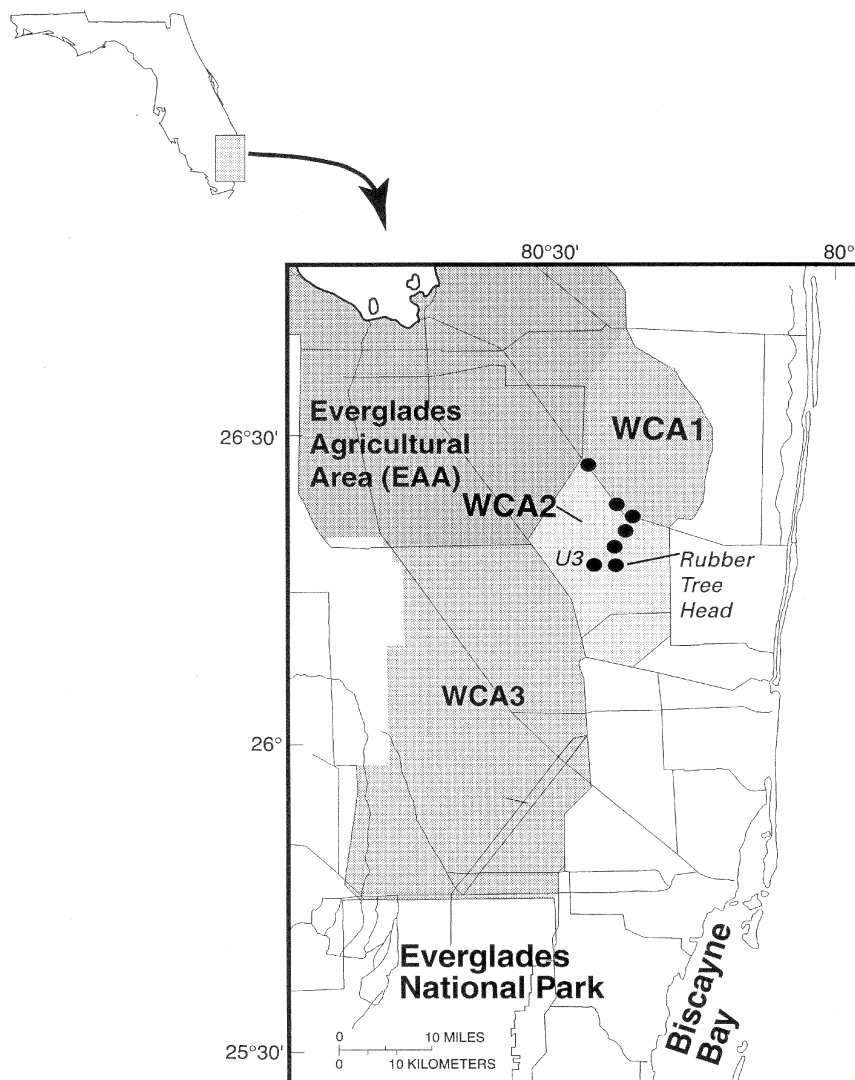 80°30'
80°
Everglades
Agricultural
Area (EAA)
26°30'
WCA1
WCA2
U3
Rubber
Tree
Head
WCA3
26°
Everglades
National Park
Biscayne
Bay
0 10 MILES
0 10 KILOMETERS
25°30'